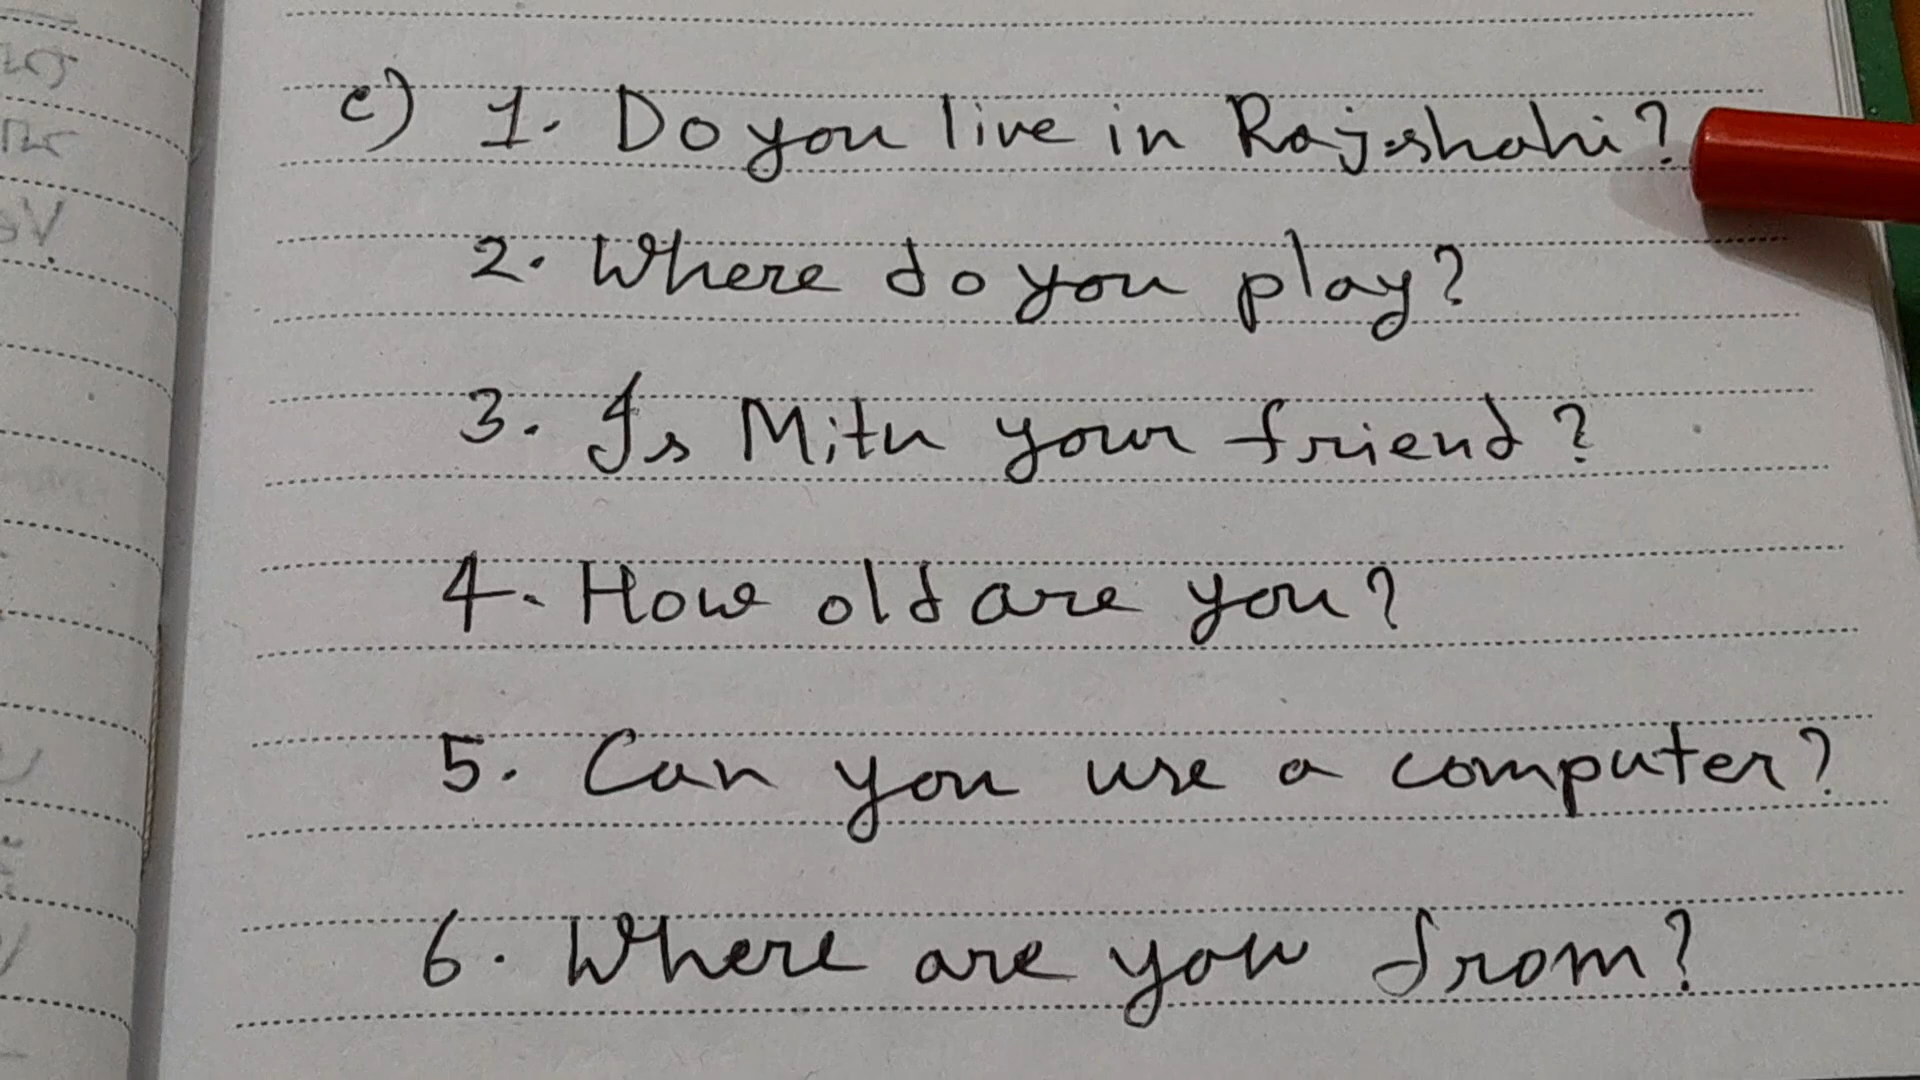 c) 1. Do you live in Rajshahi?
2. Where do you play?
3. Is Mitu your friend?
4. How old are you?
5. Can you use a computer?
6. Where are you from?